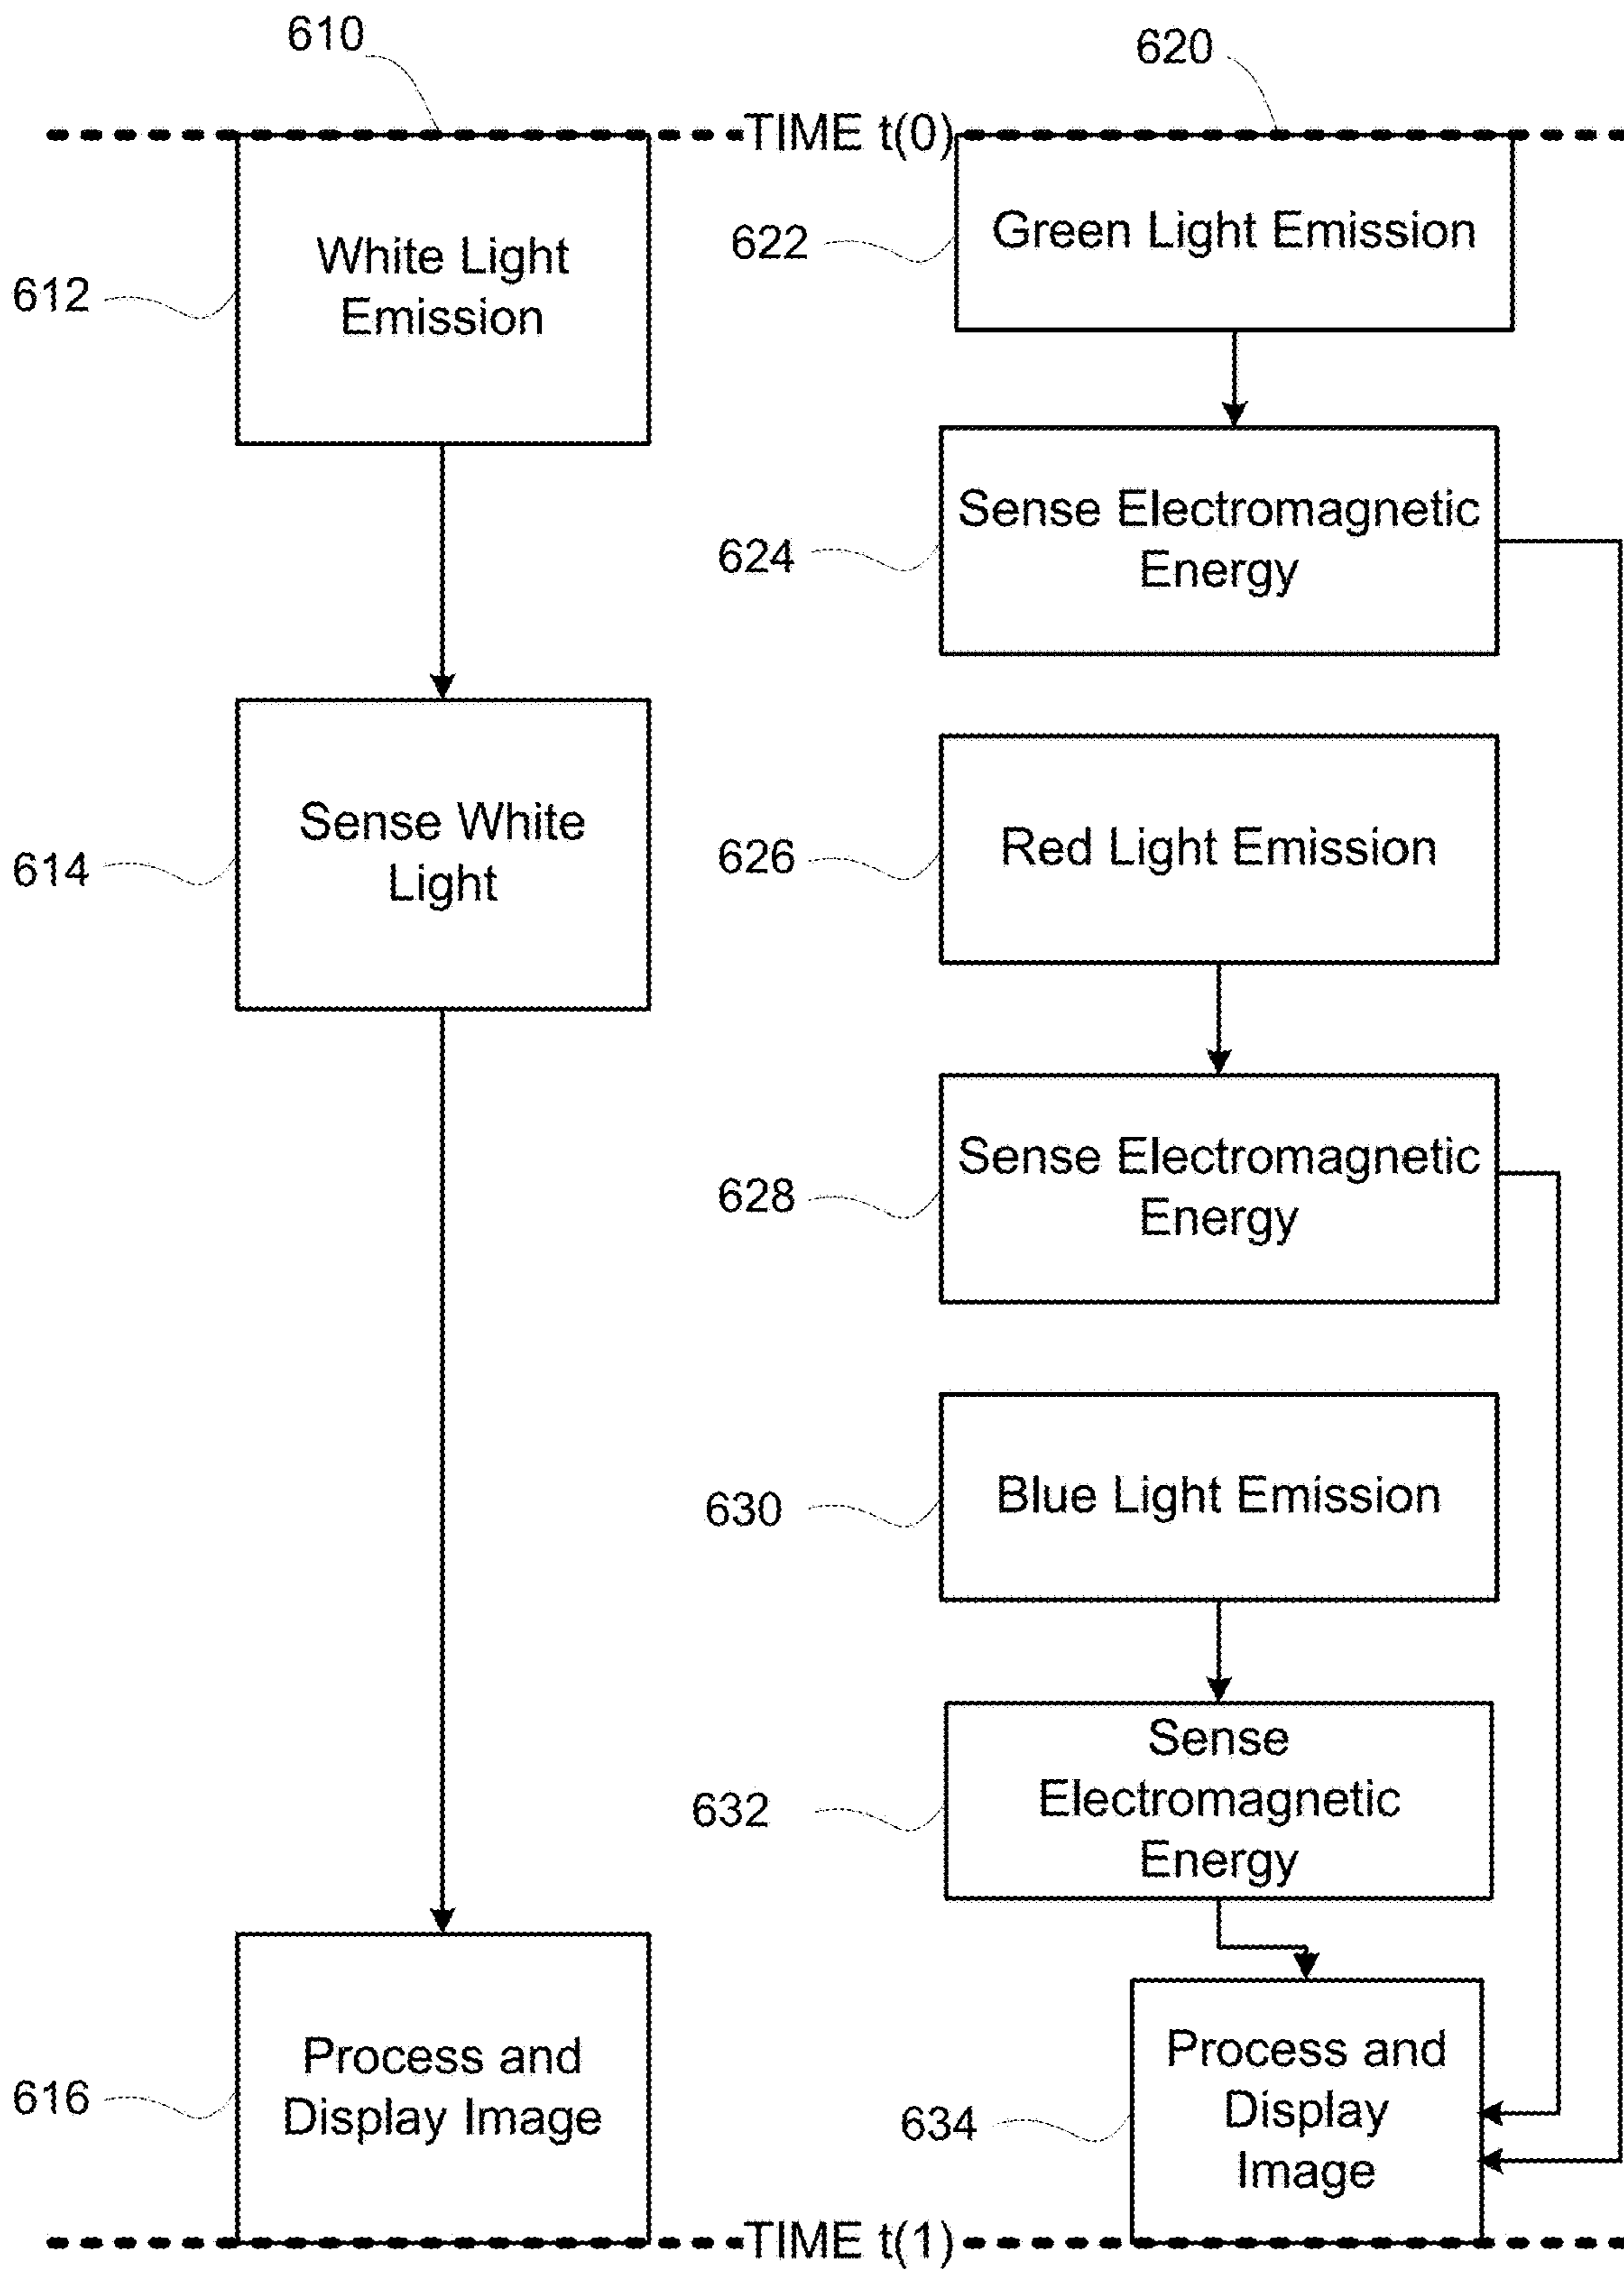 610
620
TIME t(0)
612
White Light
Emission
622
Green Light Emission
624
Sense Electromagnetic
Energy
614
Sense White
Light
626
Red Light Emission
628
Sense Electromagnetic
Energy
630
Blue Light Emission
632
Sense
Electromagnetic
Energy
616
Process and
Display Image
634
Process and
Display
Image
TIME t(1)